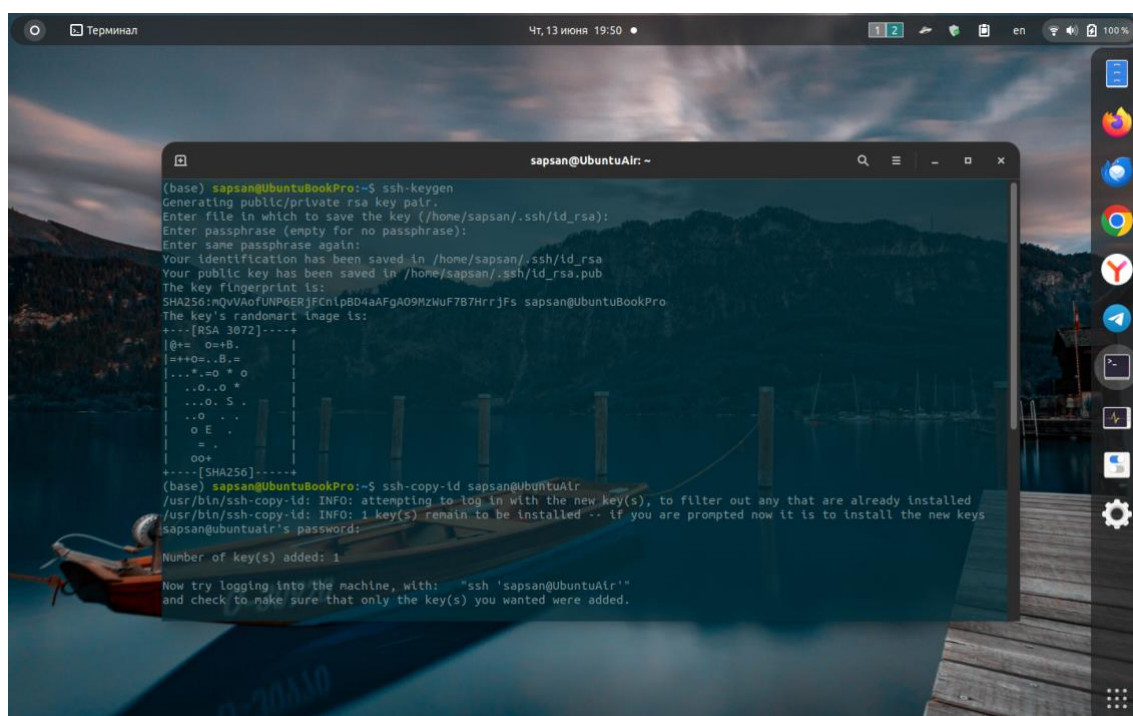 Терминал
Чт, 13 июня 19:50
1 2
en
100 %
sapsan@UbuntuAir: ~
(base) sapsan@UbuntuBookPro:~$ ssh-keygen
Generating public/private rsa key pair.
Enter file in which to save the key (/home/sapsan/.ssh/id_rsa):
Enter passphrase (empty for no passphrase):
Enter same passphrase again:
Your identification has been saved in /home/sapsan/.ssh/id_rsa
Your public key has been saved in /home/sapsan/.ssh/id_rsa.pub
The key fingerprint is:
SHA256:mQvVAofUNP6ERjFCnipBD4aAFgAO9MzWuF7B7HrrjFs sapsan@UbuntuBookPro
The key's randomart image is:
+---[RSA 3072]----+
|@+=  o=+B.       |
|=++o=..B.=       |
|...*.=o * o      |
|  ..o..o *       |
|  ...o. S .      |
|  ..o  . .       |
|   o E  .        |
|    = .          |
|   oo+           |
+----[SHA256]-----+
(base) sapsan@UbuntuBookPro:~$ ssh-copy-id sapsan@UbuntuAir
/usr/bin/ssh-copy-id: INFO: attempting to log in with the new key(s), to filter out any that are already installed
/usr/bin/ssh-copy-id: INFO: 1 key(s) remain to be installed -- if you are prompted now it is to install the new keys
sapsan@ubuntuair's password:
Number of key(s) added: 1
Now try logging into the machine, with:   "ssh 'sapsan@UbuntuAir'"
and check to make sure that only the key(s) you wanted were added.